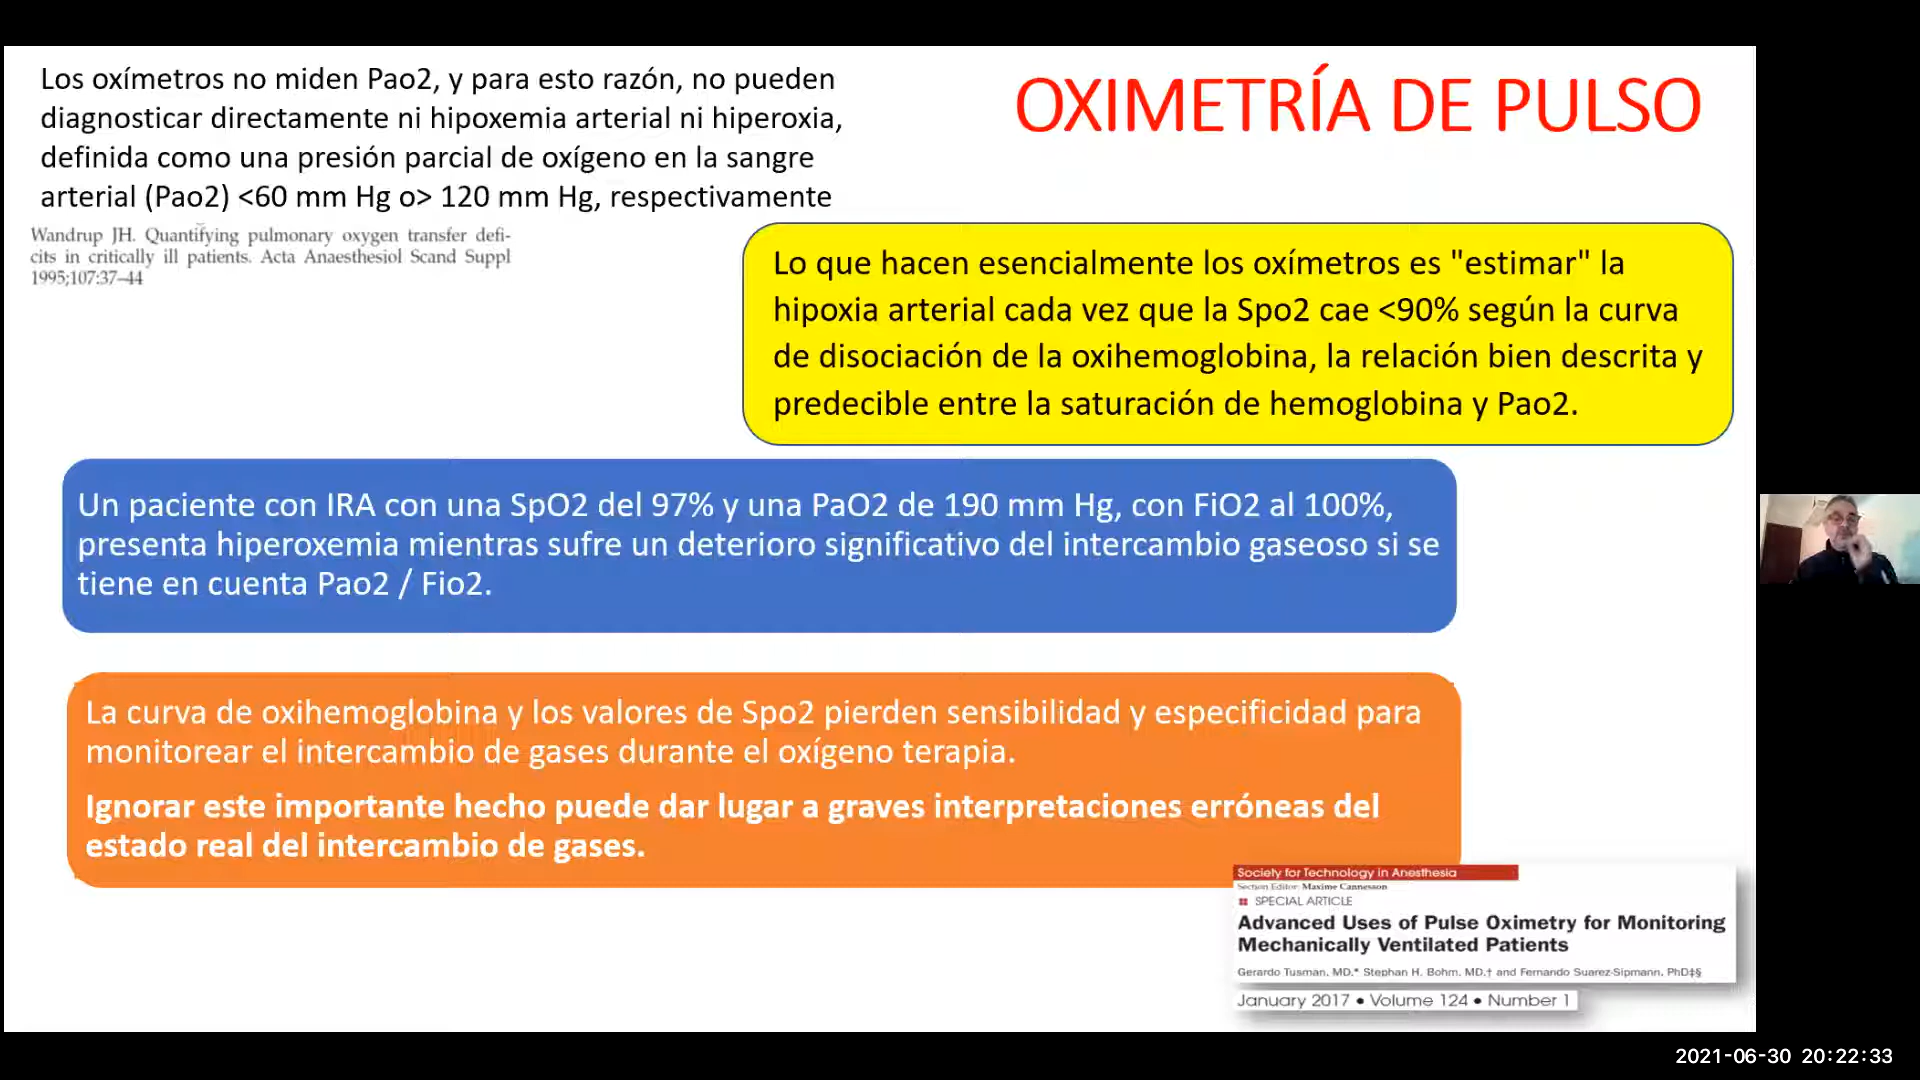 Los oxímetros no miden Pao2, y para esto razón, no pueden
diagnosticar directamente ni hipoxemia arterial ni hiperoxia,
definida como una presión parcial de oxígeno en la sangre
arterial (Pao2) <60 mm Hg o> 120 mm Hg, respectivamente
Wandrup JH. Quantifying pulmonary oxygen transfer defi-
cits in critically ill patients. Acta Anaesthesiol Scand Suppl
1995;107:37–44
OXIMETRÍA DE PULSO
Lo que hacen esencialmente los oxímetros es "estimar" la
hipoxia arterial cada vez que la Spo2 cae <90% según la curva
de disociación de la oxihemoglobina, la relación bien descrita y
predecible entre la saturación de hemoglobina y Pao2.
Un paciente con IRA con una SpO2 del 97% y una PaO2 de 190 mm Hg, con FiO2 al 100%,
presenta hiperoxemia mientras sufre un deterioro significativo del intercambio gaseoso si se
tiene en cuenta Pao2 / Fio2.
La curva de oxihemoglobina y los valores de Spo2 pierden sensibilidad y especificidad para
monitorear el intercambio de gases durante el oxígeno terapia.
Ignorar este importante hecho puede dar lugar a graves interpretaciones erróneas del
estado real del intercambio de gases.
Society for Technology in Anesthesia
Section Editor: Maxime Cannesson
SPECIAL ARTICLE
Advanced Uses of Pulse Oximetry for Monitoring
Mechanically Ventilated Patients
Gerardo Tusman, MD,* Stephan H. Bohm, MD,† and Fernando Suarez-Sipmann, PhD‡§
January 2017 • Volume 124 • Number 1
2021-06-30 20:22:33